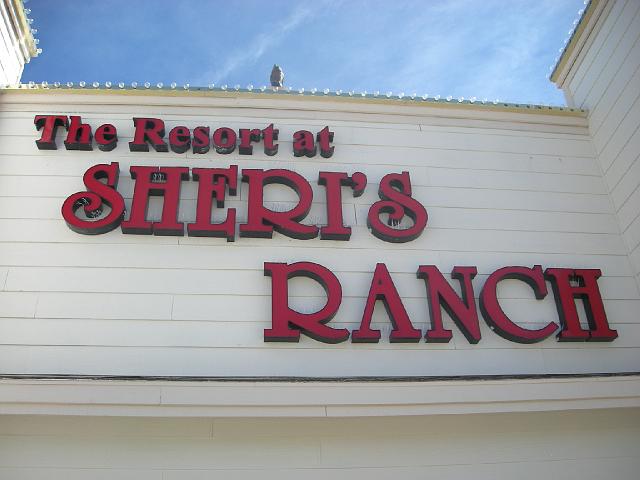 The Resort at
SHERI'S
RANCH